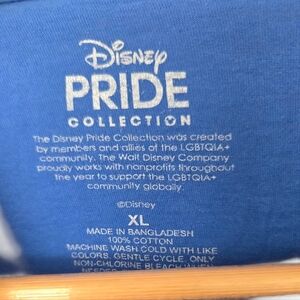 Disney
PRIDE
COLLECTION
The Disney Pride Collection was created
by members and allies of the LGBTQIA+
community. The Walt Disney Company
proudly works with nonprofits throughout
the year to support the LGBTQIA+
community globally.
©Disney
XL
MADE IN BANGLADESH
100% COTTON
MACHINE WASH COLD WITH LIKE
COLORS, GENTLE CYCLE, ONLY
NON-CHLORINE BLEACH WHEN